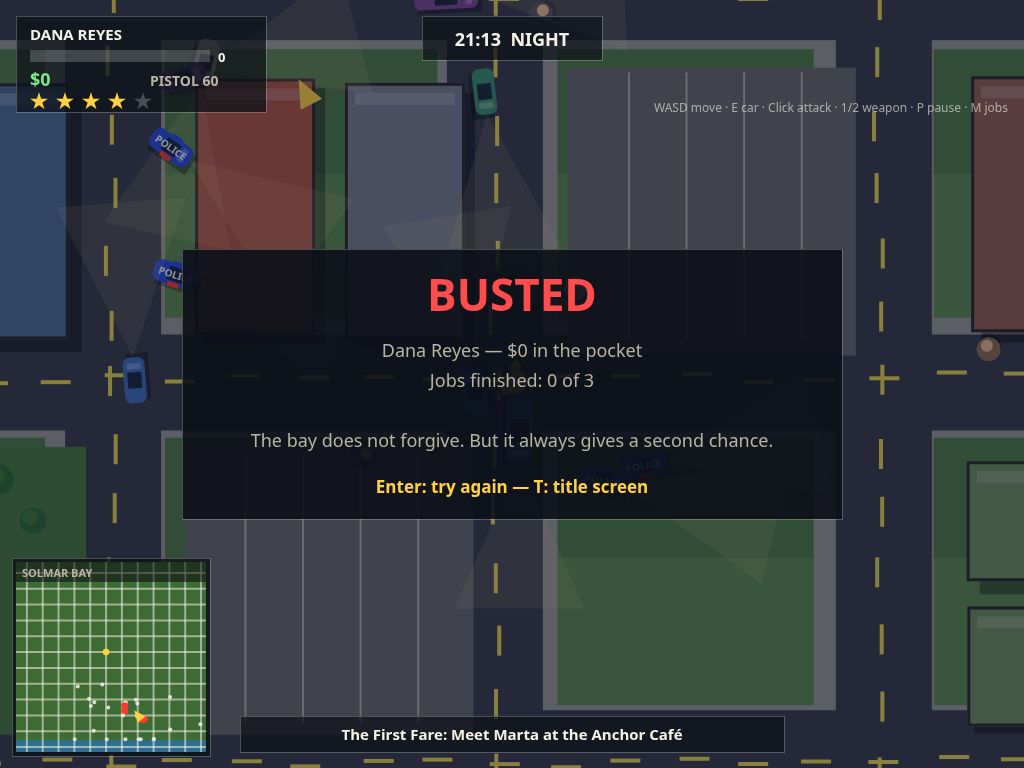 DANA REYES
0
$0 PISTOL 60
21:13 NIGHT
WASD move · E car · Click attack · 1/2 weapon · P pause · M jobs
POLICE
BUSTED
Dana Reyes — $0 in the pocket
Jobs finished: 0 of 3
The bay does not forgive. But it always gives a second chance.
POLICE
Enter: try again — T: title screen
SOLMAR BAY
The First Fare: Meet Marta at the Anchor Café